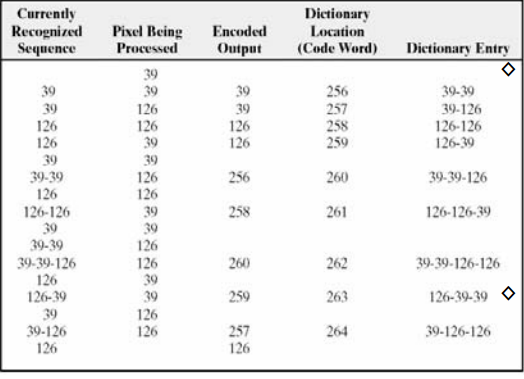 Currently Recognized Sequence | Pixel Being Processed | Encoded Output | Dictionary Location (Code Word) | Dictionary Entry
39
39 39 39 256 39-39
39 126 39 257 39-126
126 126 126 258 126-126
126 39 126 259 126-39
39 39
39-39 126 256 260 39-39-126
126 126
126-126 39 258 261 126-126-39
39 39
39-39 126
39-39-126 126 260 262 39-39-126-126
126 39
126-39 39 259 263 126-39-39
39 126
39-126 126 257 264 39-126-126
126 126